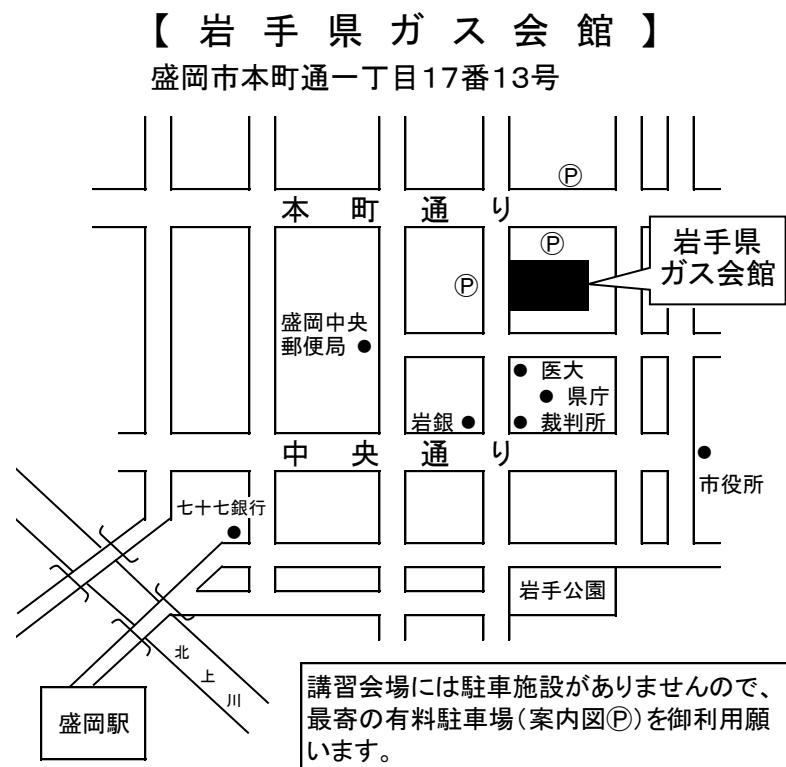 【 岩 手 県 ガ ス 会 館 】
盛岡市本町通一丁目17番13号
Ⓟ
本 町 通 り
Ⓟ
岩手県
ガス会館
Ⓟ
盛岡中央
郵便局 ●
● 医大
● 県庁
岩銀 ●
● 裁判所
中 央 通 り
市役所
七十七銀行
岩手公園
北
上
川
盛岡駅
講習会場には駐車施設がありませんので、
最寄の有料駐車場（案内図Ⓟ）を御利用願
います。